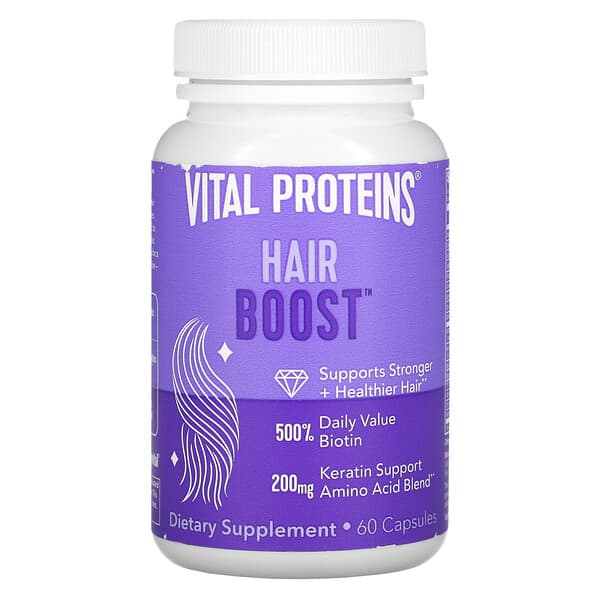 VITAL PROTEINS®
HAIR
BOOST™
Supports Stronger
+ Healthier Hair**
500% Daily Value
Biotin
200mg Keratin Support
Amino Acid Blend**
Dietary Supplement • 60 Capsules